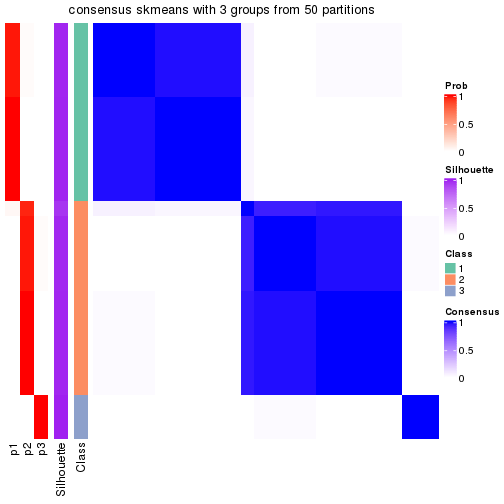 consensus skmeans with 3 groups from 50 partitions
Prob
1
0.5
0
Silhouette
1
0.5
0
Class
1
2
3
Consensus
1
0.5
0
p1
p2
p3
Silhouette
Class